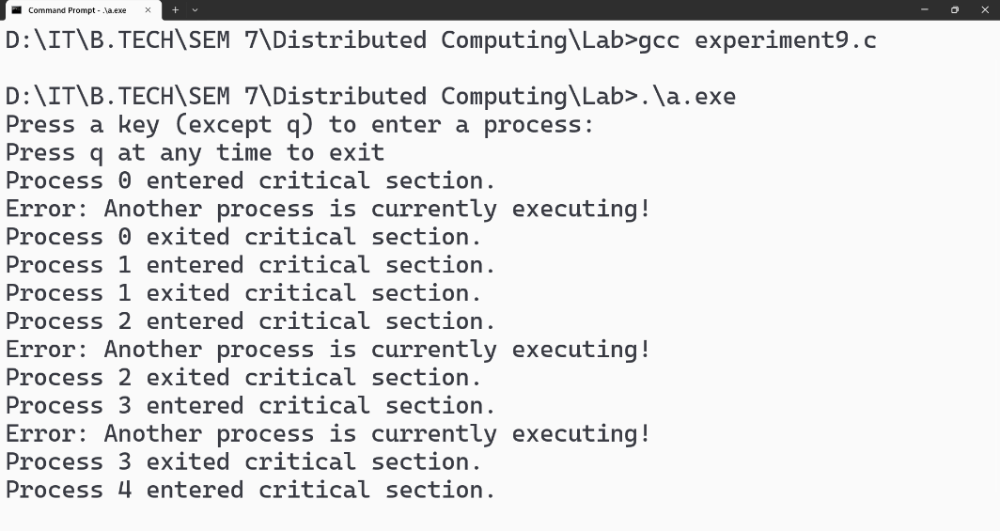 Command Prompt - .\a.exe
D:\IT\B.TECH\SEM 7\Distributed Computing\Lab>gcc experiment9.c
D:\IT\B.TECH\SEM 7\Distributed Computing\Lab>.\a.exe
Press a key (except q) to enter a process:
Press q at any time to exit
Process 0 entered critical section.
Error: Another process is currently executing!
Process 0 exited critical section.
Process 1 entered critical section.
Process 1 exited critical section.
Process 2 entered critical section.
Error: Another process is currently executing!
Process 2 exited critical section.
Process 3 entered critical section.
Error: Another process is currently executing!
Process 3 exited critical section.
Process 4 entered critical section.